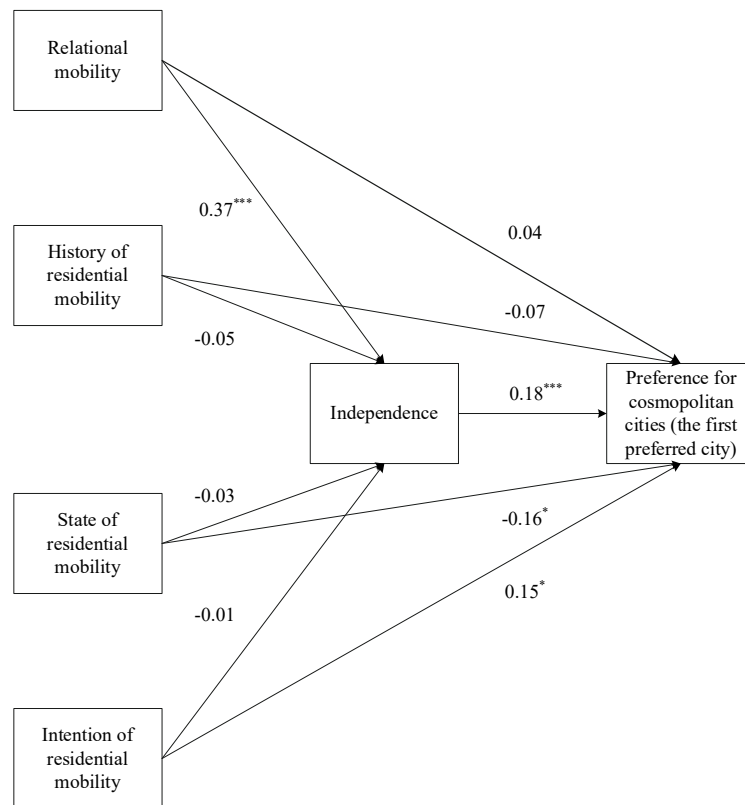 Relational
mobility
0.37***
0.04
History of
residential
mobility
-0.07
-0.05
Independence
0.18***
Preference for
cosmopolitan
cities (the first
preferred city)
State of
residential
mobility
-0.03
-0.16*
-0.01
0.15*
Intention of
residential
mobility